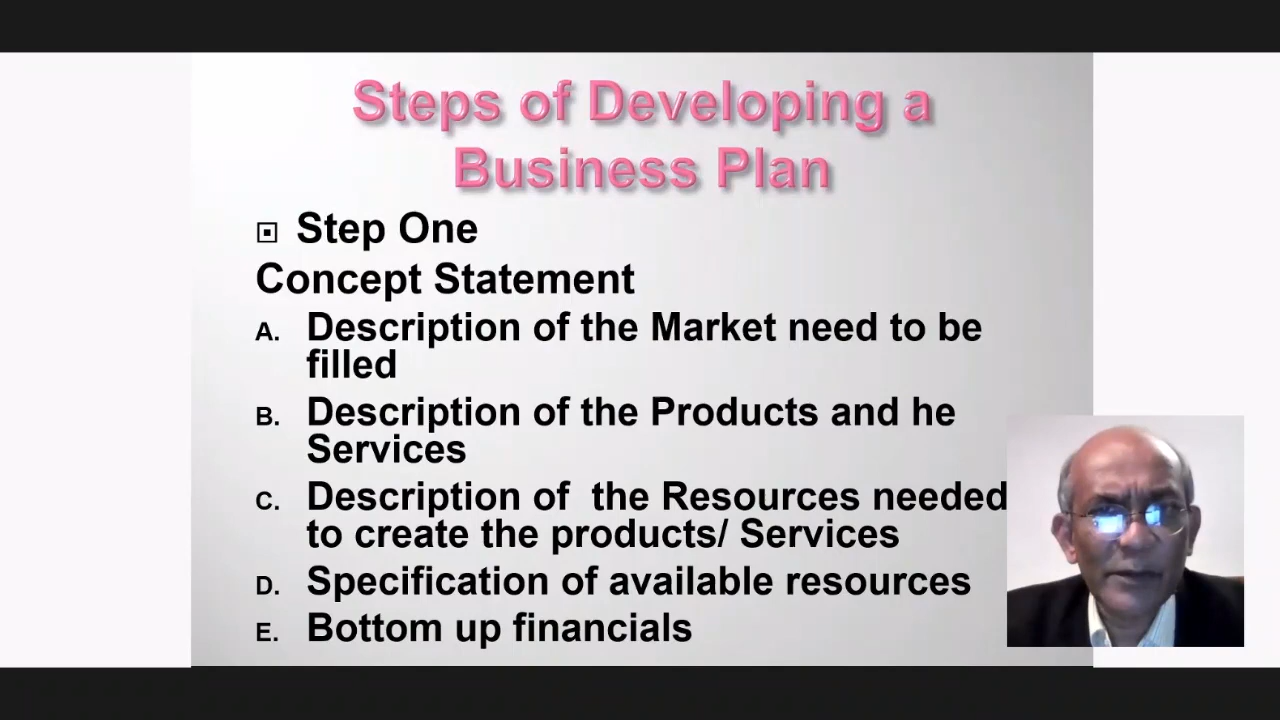 Steps of Developing a
Business Plan
Step One
Concept Statement
A. Description of the Market need to be
filled
B. Description of the Products and he
Services
C. Description of  the Resources needed
to create the products/ Services
D. Specification of available resources
E. Bottom up financials